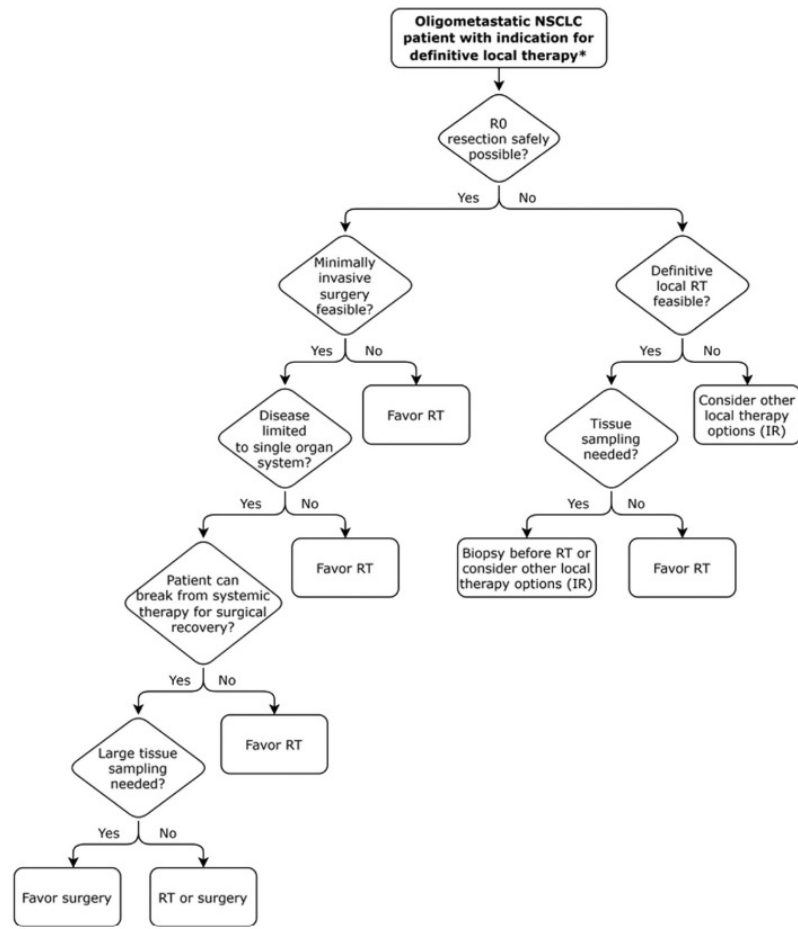 Oligometastatic NSCLC
patient with indication for
definitive local therapy*
R0
resection safely
possible?
Yes
No
Minimally
invasive
surgery
feasible?
Definitive
local RT
feasible?
Yes
No
Yes
No
Disease
limited
to single organ
system?
Favor RT
Tissue
sampling
needed?
Consider other
local therapy
options (IR)
Yes
No
Yes
No
Patient can
break from systemic
therapy for surgical
recovery?
Favor RT
Biopsy before RT or
consider other local
therapy options (IR)
Favor RT
Yes
No
Large tissue
sampling
needed?
Favor RT
Yes
No
Favor surgery
RT or surgery